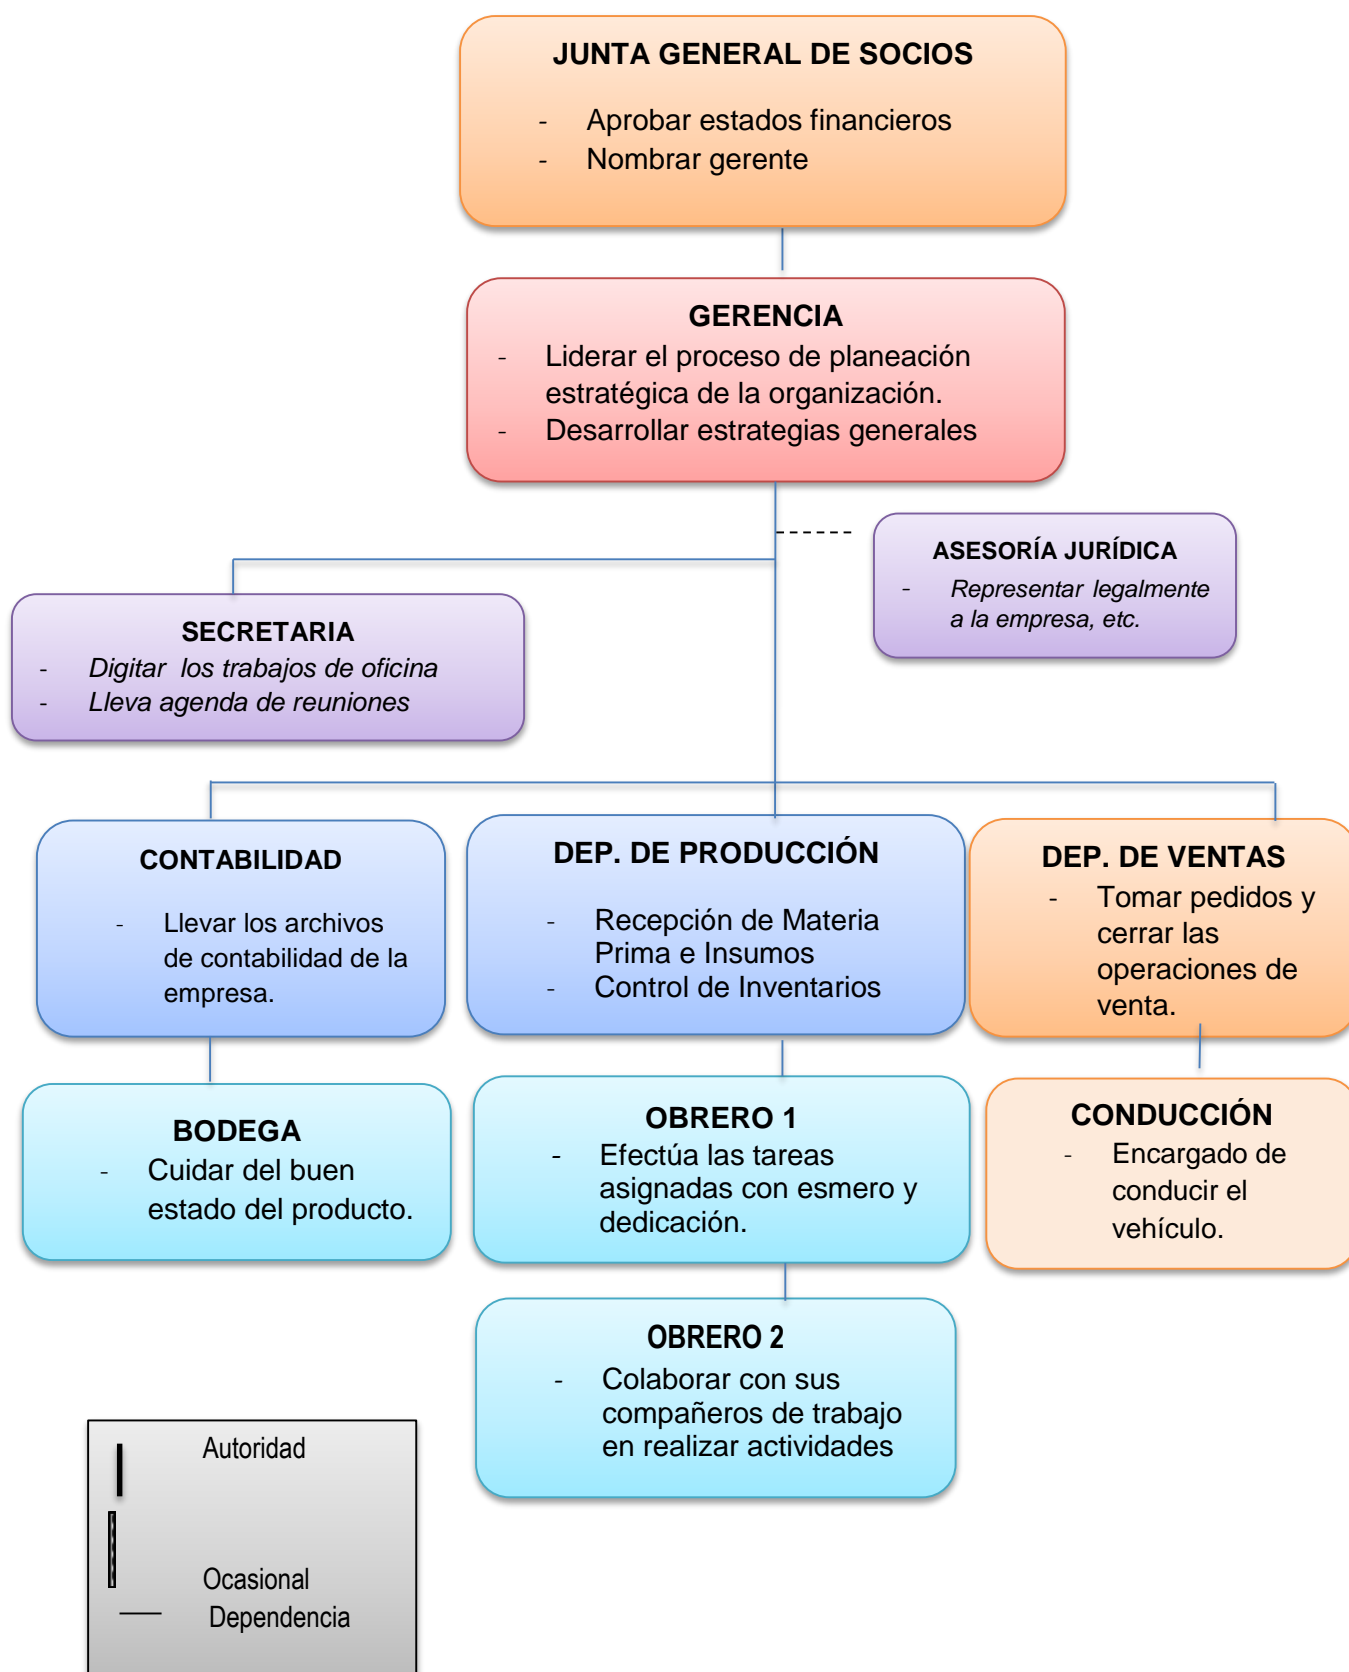 JUNTA GENERAL DE SOCIOS
- Aprobar estados financieros
- Nombrar gerente
GERENCIA
- Liderar el proceso de planeación
estratégica de la organización.
- Desarrollar estrategias generales
ASESORÍA JURÍDICA
- Representar legalmente
a la empresa, etc.
SECRETARIA
- Digitar los trabajos de oficina
- Lleva agenda de reuniones
CONTABILIDAD
- Llevar los archivos
de contabilidad de la
empresa.
DEP. DE PRODUCCIÓN
- Recepción de Materia
Prima e Insumos
- Control de Inventarios
DEP. DE VENTAS
- Tomar pedidos y
cerrar las
operaciones de
venta.
BODEGA
- Cuidar del buen
estado del producto.
OBRERO 1
- Efectúa las tareas
asignadas con esmero y
dedicación.
CONDUCCIÓN
- Encargado de
conducir el
vehículo.
OBRERO 2
- Colaborar con sus
compañeros de trabajo
en realizar actividades
Autoridad
Ocasional
Dependencia